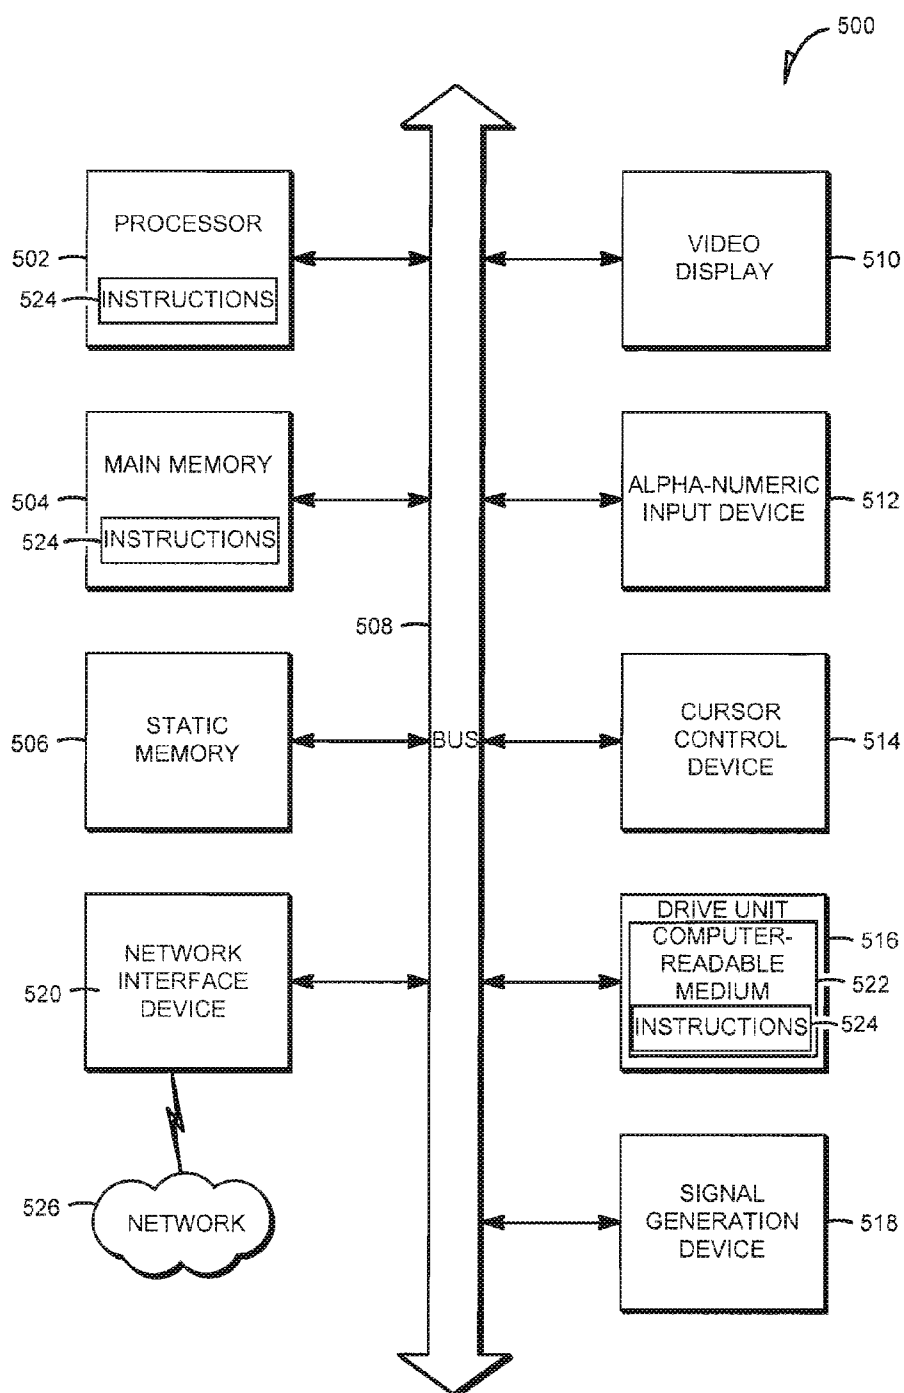 500
PROCESSOR
502
524
INSTRUCTIONS
VIDEO
DISPLAY
510
MAIN MEMORY
504
524
INSTRUCTIONS
ALPHA-NUMERIC
INPUT DEVICE
512
508
STATIC
MEMORY
506
BUS
CURSOR
CONTROL
DEVICE
514
NETWORK
INTERFACE
DEVICE
520
DRIVE UNIT
COMPUTER-
READABLE
MEDIUM
516
522
INSTRUCTIONS
524
526
NETWORK
SIGNAL
GENERATION
DEVICE
518